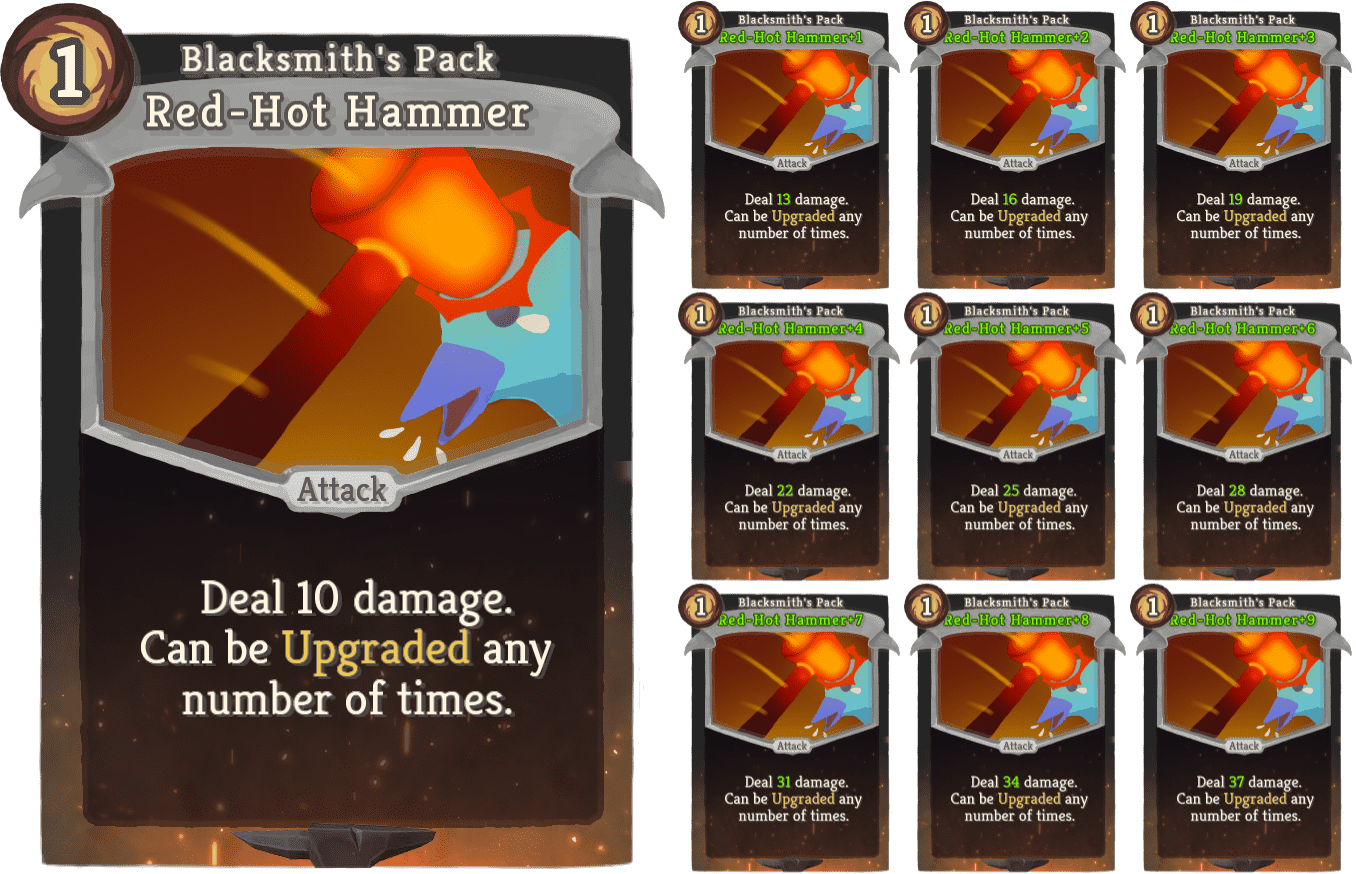 1
Blacksmith's Pack
Red-Hot Hammer
Attack
Deal 10 damage.
Can be Upgraded any
number of times.
1
Blacksmith's Pack
Red-Hot Hammer+1
Attack
Deal 13 damage.
Can be Upgraded any
number of times.
1
Blacksmith's Pack
Red-Hot Hammer+2
Attack
Deal 16 damage.
Can be Upgraded any
number of times.
1
Blacksmith's Pack
Red-Hot Hammer+3
Attack
Deal 19 damage.
Can be Upgraded any
number of times.
1
Blacksmith's Pack
Red-Hot Hammer+4
Attack
Deal 22 damage.
Can be Upgraded any
number of times.
1
Blacksmith's Pack
Red-Hot Hammer+5
Attack
Deal 25 damage.
Can be Upgraded any
number of times.
1
Blacksmith's Pack
Red-Hot Hammer+6
Attack
Deal 28 damage.
Can be Upgraded any
number of times.
1
Blacksmith's Pack
Red-Hot Hammer+7
Attack
Deal 31 damage.
Can be Upgraded any
number of times.
1
Blacksmith's Pack
Red-Hot Hammer+8
Attack
Deal 34 damage.
Can be Upgraded any
number of times.
1
Blacksmith's Pack
Red-Hot Hammer+9
Attack
Deal 37 damage.
Can be Upgraded any
number of times.